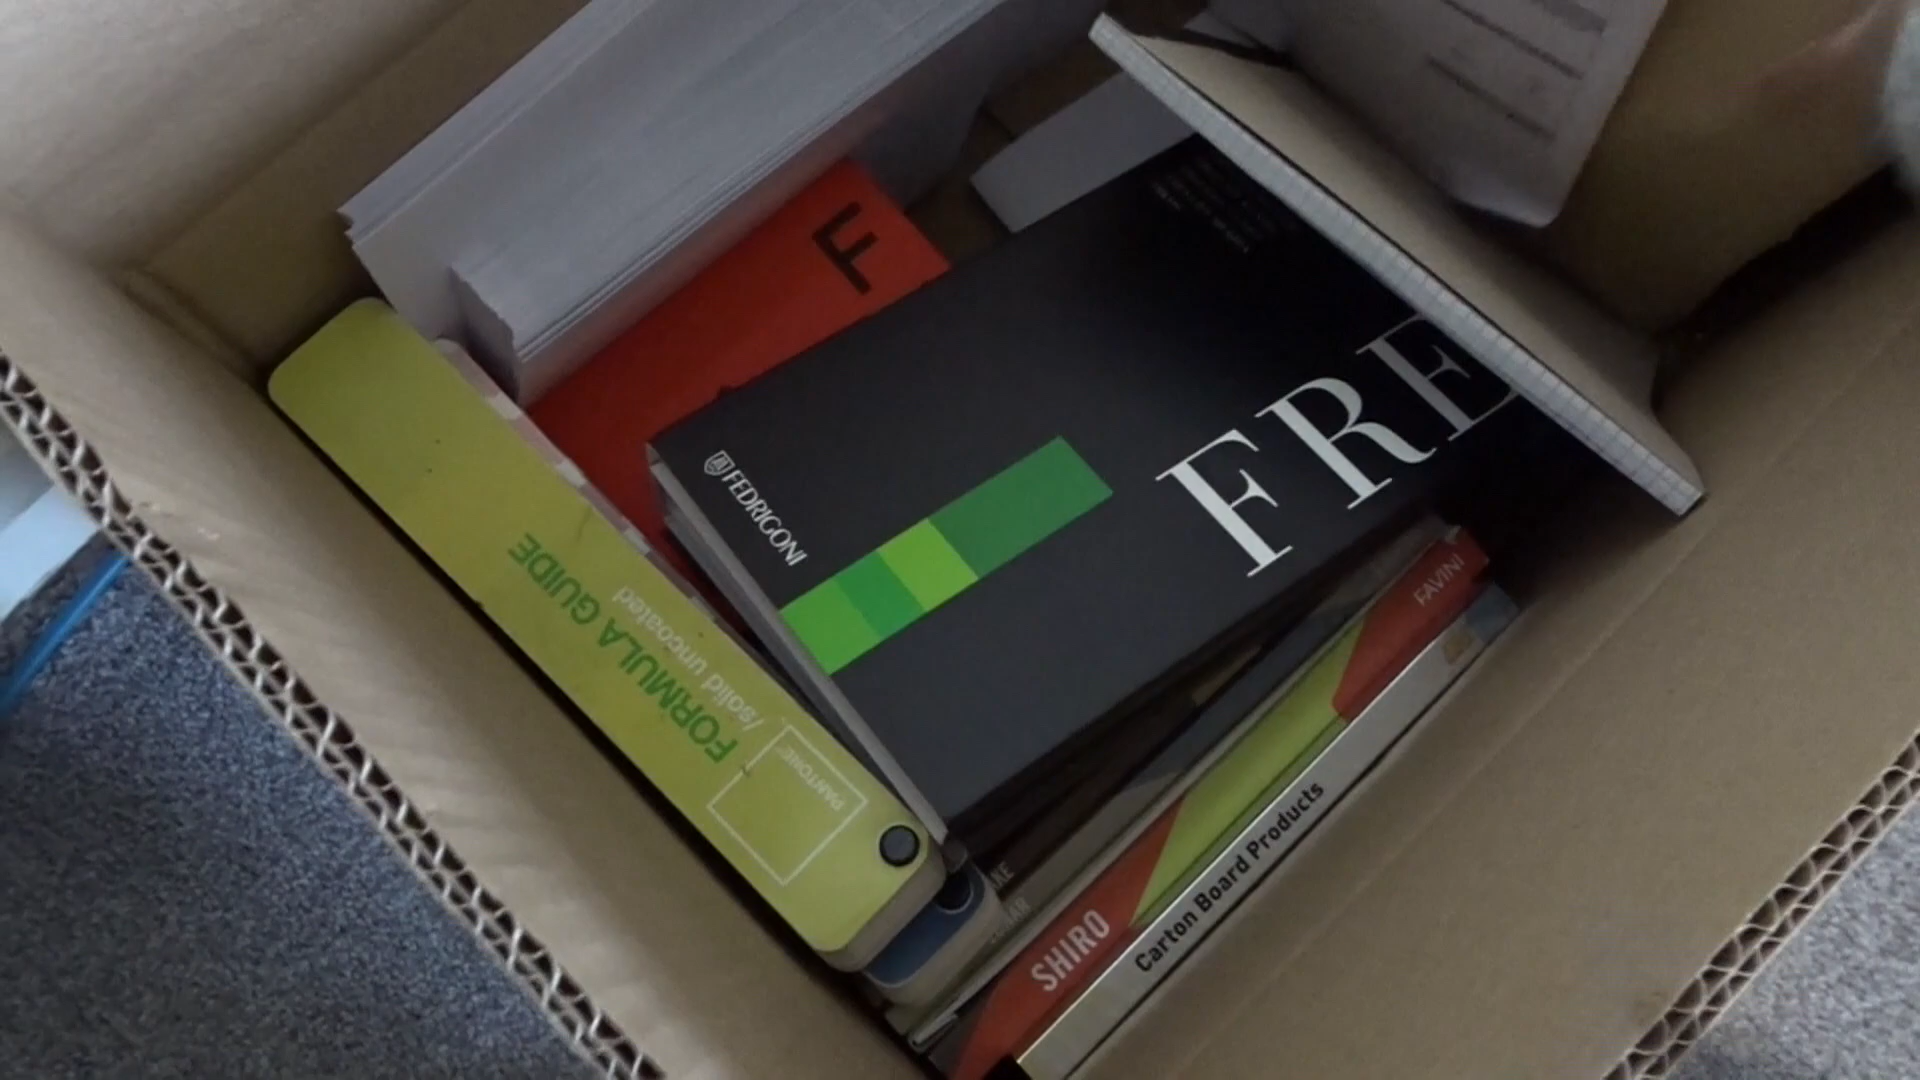 F
FRE
FEDRIGONI
FORMULA GUIDE
/solid uncoated
PANTONE
FAVINI
SHIRO
Carton Board Products